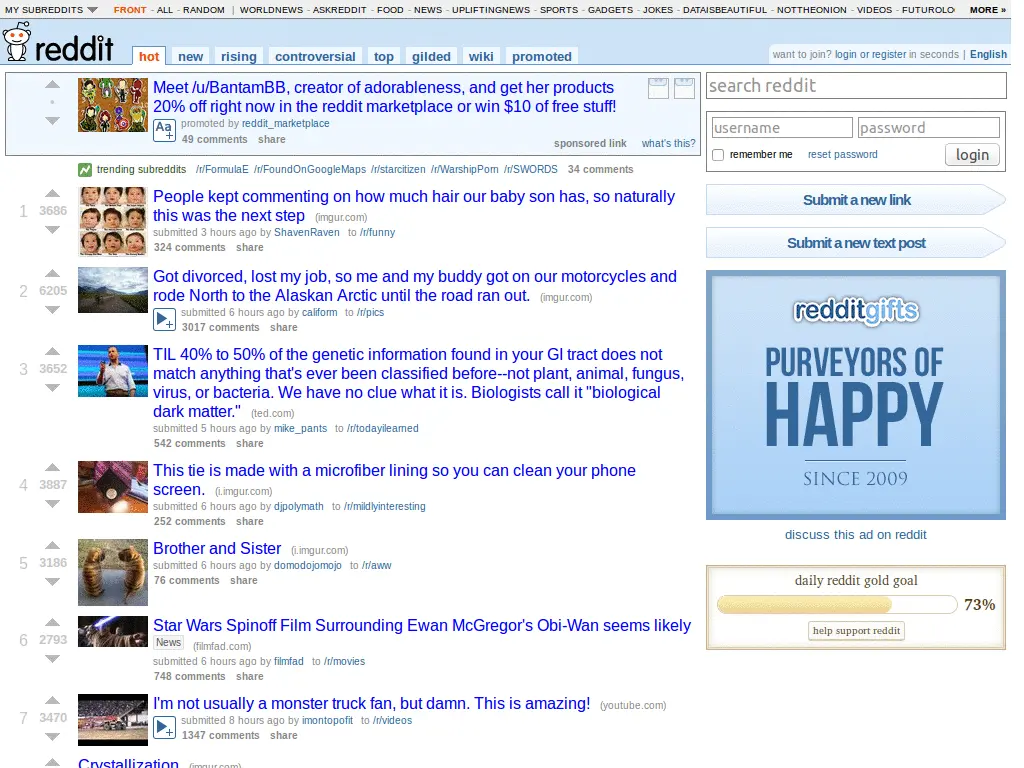 MY SUBREDDITS FRONT - ALL - RANDOM | WORLDNEWS - ASKREDDIT - FOOD - NEWS - UPLIFTINGNEWS - SPORTS - GADGETS - JOKES - DATAISBEAUTIFUL - NOTTHEONION - VIDEOS - FUTUROLO MORE »
reddit hot new rising controversial top gilded wiki promoted
want to join? login or register in seconds | English
Meet /u/BantamBB, creator of adorableness, and get her products
20% off right now in the reddit marketplace or win $10 of free stuff!
Aa promoted by reddit_marketplace
49 comments share
sponsored link what's this?
trending subreddits /r/FormulaE /r/FoundOnGoogleMaps /r/starcitizen /r/WarshipPorn /r/SWORDS 34 comments
1
3686
People kept commenting on how much hair our baby son has, so naturally
this was the next step (imgur.com)
submitted 3 hours ago by ShavenRaven to /r/funny
324 comments share
2
6205
Got divorced, lost my job, so me and my buddy got on our motorcycles and
rode North to the Alaskan Arctic until the road ran out. (imgur.com)
submitted 6 hours ago by caliform to /r/pics
3017 comments share
3
3652
TIL 40% to 50% of the genetic information found in your GI tract does not
match anything that's ever been classified before--not plant, animal, fungus,
virus, or bacteria. We have no clue what it is. Biologists call it "biological
dark matter." (ted.com)
submitted 5 hours ago by mike_pants to /r/todayilearned
542 comments share
4
3887
This tie is made with a microfiber lining so you can clean your phone
screen. (i.imgur.com)
submitted 6 hours ago by djpolymath to /r/mildlyinteresting
252 comments share
5
3186
Brother and Sister (i.imgur.com)
submitted 6 hours ago by domodojomojo to /r/aww
76 comments share
6
2793
Star Wars Spinoff Film Surrounding Ewan McGregor's Obi-Wan seems likely
News (filmfad.com)
submitted 6 hours ago by filmfad to /r/movies
748 comments share
7
3470
I'm not usually a monster truck fan, but damn. This is amazing! (youtube.com)
submitted 8 hours ago by imontopofit to /r/videos
1347 comments share
Crystallization (imgur.com)
search reddit
username password
remember me reset password login
Submit a new link
Submit a new text post
redditgifts
PURVEYORS OF
HAPPY
SINCE 2009
discuss this ad on reddit
daily reddit gold goal
73%
help support reddit